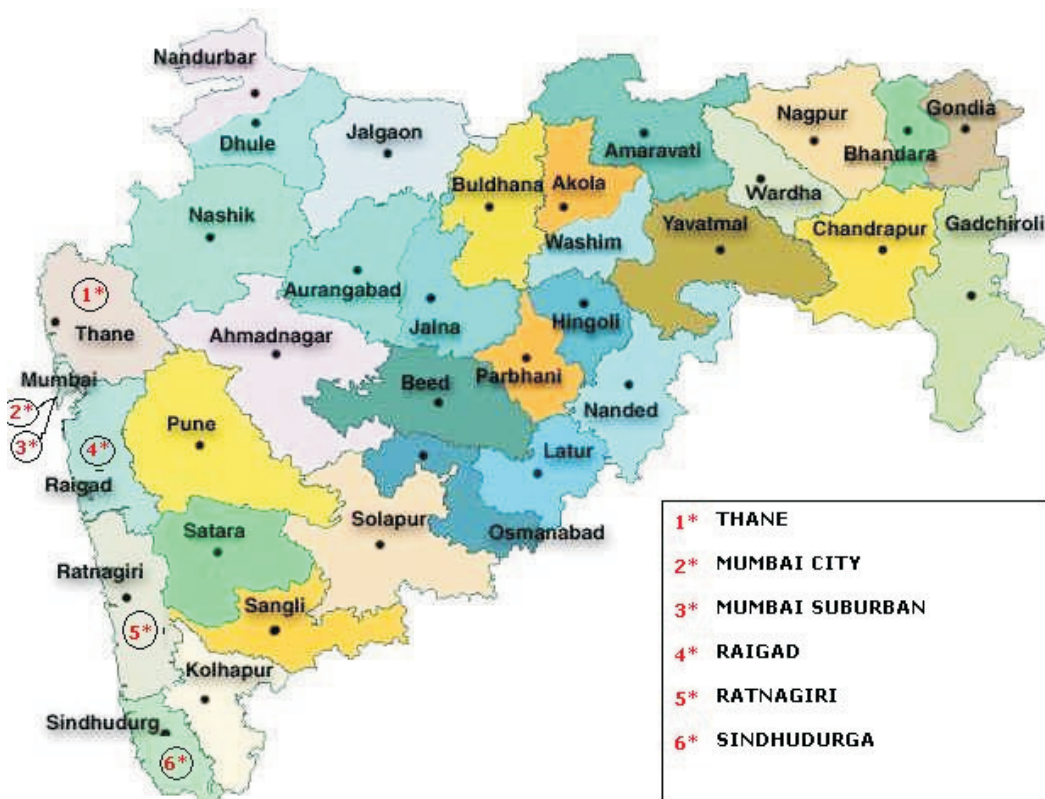 Nandurbar
Dhule
Jalgaon
Nashik
Buldhana
Akola
Amaravati
Nagpur
Bhandara
Gondia
Wardha
Washim
Yavatmal
Chandrapur
Gadchiroli
1*
Thane
Aurangabad
Jalna
Hingoli
Ahmadnagar
Parbhani
Beed
Nanded
Mumbai
2*
3*
4*
Raigad
Pune
Latur
Osmanabad
Solapur
Satara
Ratnagiri
5*
Sangli
Kolhapur
Sindhudurg
6*
1* THANE
2* MUMBAI CITY
3* MUMBAI SUBURBAN
4* RAIGAD
5* RATNAGIRI
6* SINDHUDURGA